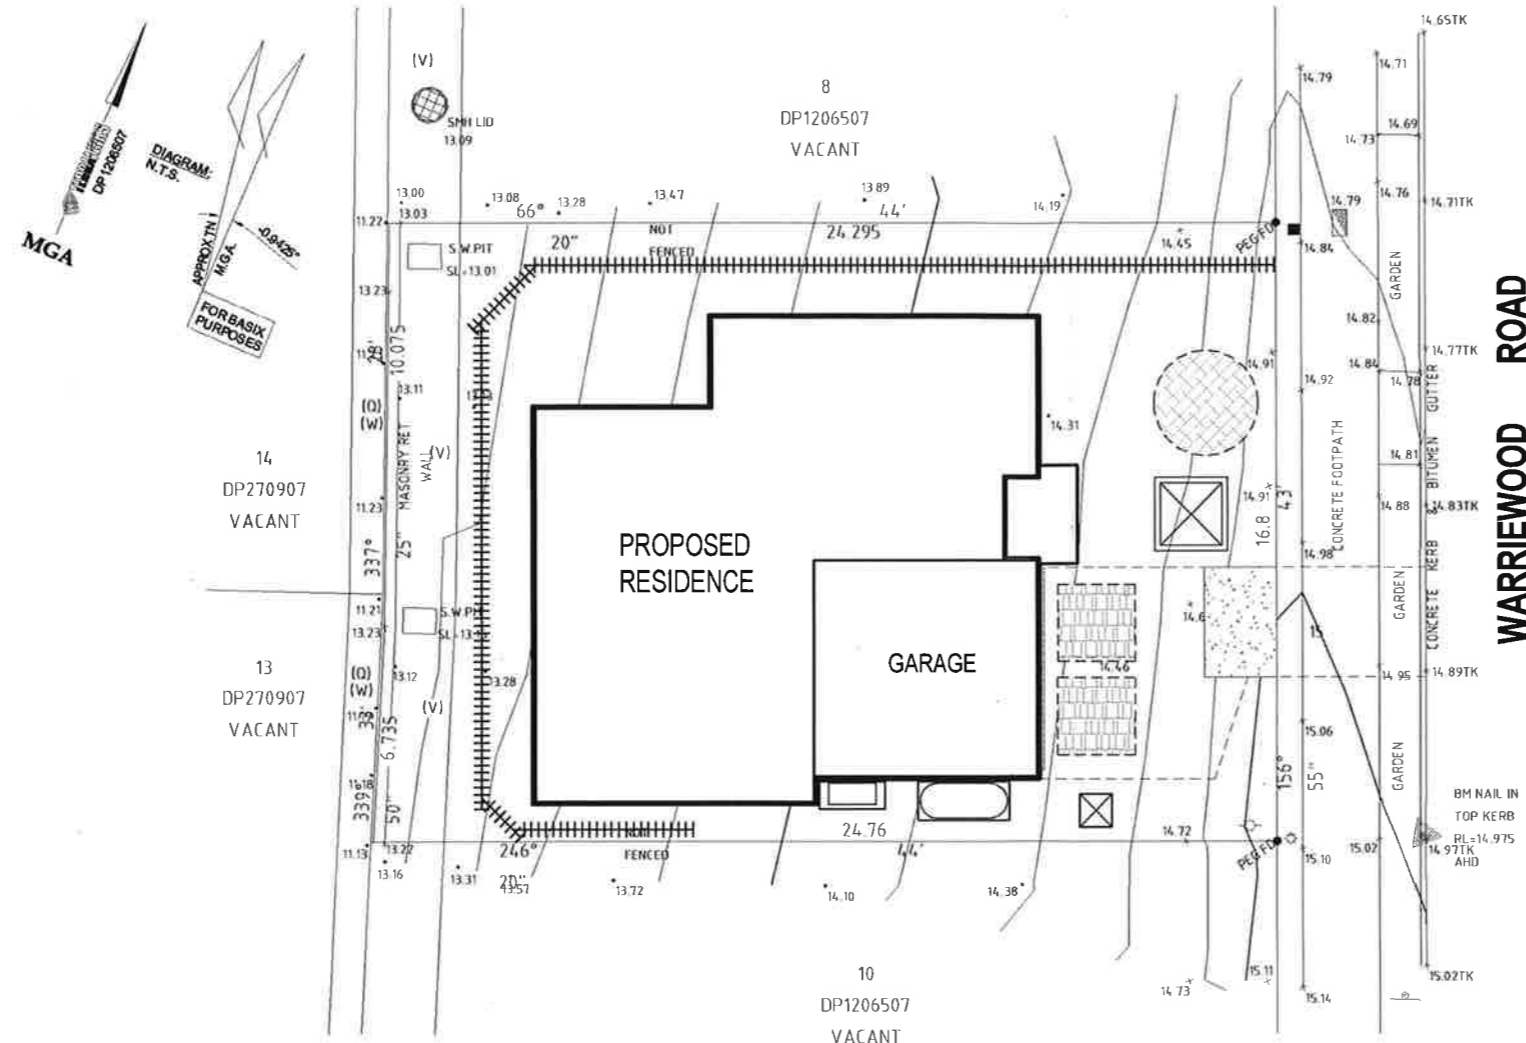 MGA
DP1206507
DIAGRAM:
N.T.S.
APPROX TN
M.G.A.
-0.9425°
FOR BASIX
PURPOSES
(V)
SMH LID
13.09
8
DP1206507
VACANT
13.00
13.03
11.22
13.08
13.28
13.47
13.89
14.19
66°
44'
20"
24.295
NOT
FENCED
14.45
PEG FD
S.W.PIT
SL=13.01
13.23
28'
10.075
13.11
(Q)
(W)
MASONRY RET
WALL
(V)
14
DP270907
VACANT
11.23
25"
337°
11.21
13.23
S.W.PIT
13
DP270907
VACANT
(Q)
(W)
13.12
13.28
(V)
33'
6.735
11.18
339°
50"
11.13
13.22
13.16
13.31
13.57
246°
20"
NOT
FENCED
13.72
24.76
44'
14.10
14.38
14.72
PEG FD
PROPOSED
RESIDENCE
GARAGE
14.31
14.46
14.91
14.91
16.8
43
14.92
14.98
CONCRETE FOOTPATH
15
15.06
156°
55"
15.10
15.11
15.14
14.73
10
DP1206507
VACANT
14.65TK
14.71
14.79
14.69
14.73
14.76
14.79
14.71TK
14.84
GARDEN
14.82
14.77TK
14.84
14.78
14.81
14.88
14.83TK
CONCRETE KERB & BITUMEN GUTTER
GARDEN
14.95
14.89TK
GARDEN
15.02
BM NAIL IN
TOP KERB
RL=14.975
AHD
14.97TK
15.02TK
WARRIEWOOD ROAD